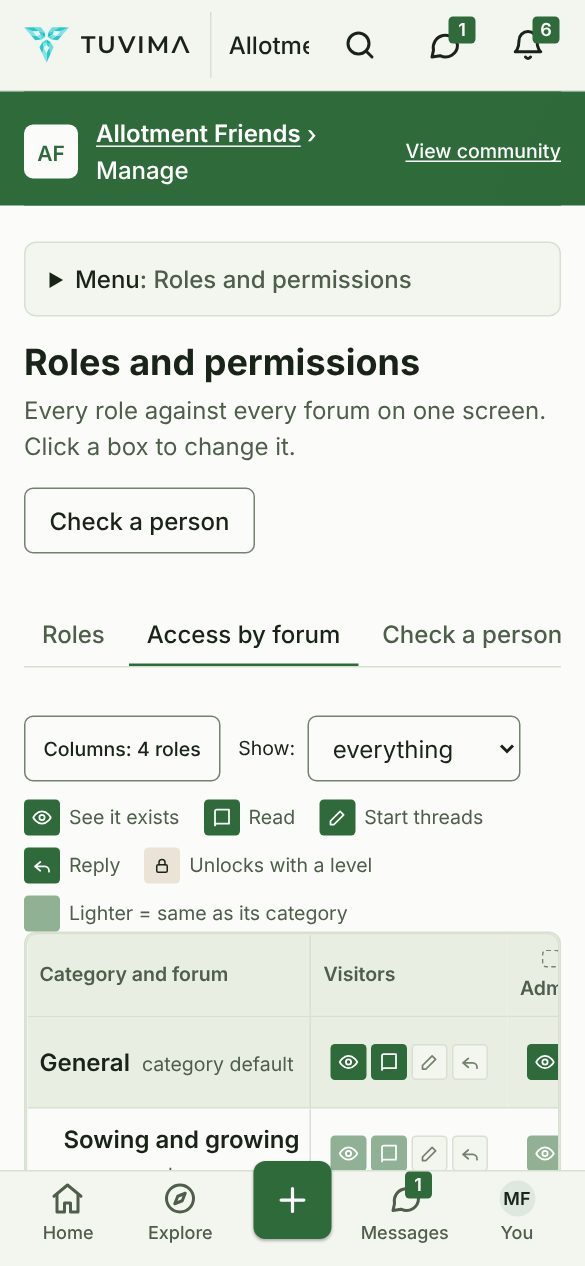 TUVIMA
Allotme
1
6
AF
Allotment Friends ›
Manage
View community
Menu: Roles and permissions
Roles and permissions
Every role against every forum on one screen.
Click a box to change it.
Check a person
Roles
Access by forum
Check a person
Columns: 4 roles
Show:
everything
See it exists
Read
Start threads
Reply
Unlocks with a level
Lighter = same as its category
Category and forum
Visitors
Adm
General category default
Sowing and growing
1
Home
Explore
Messages
MF
You